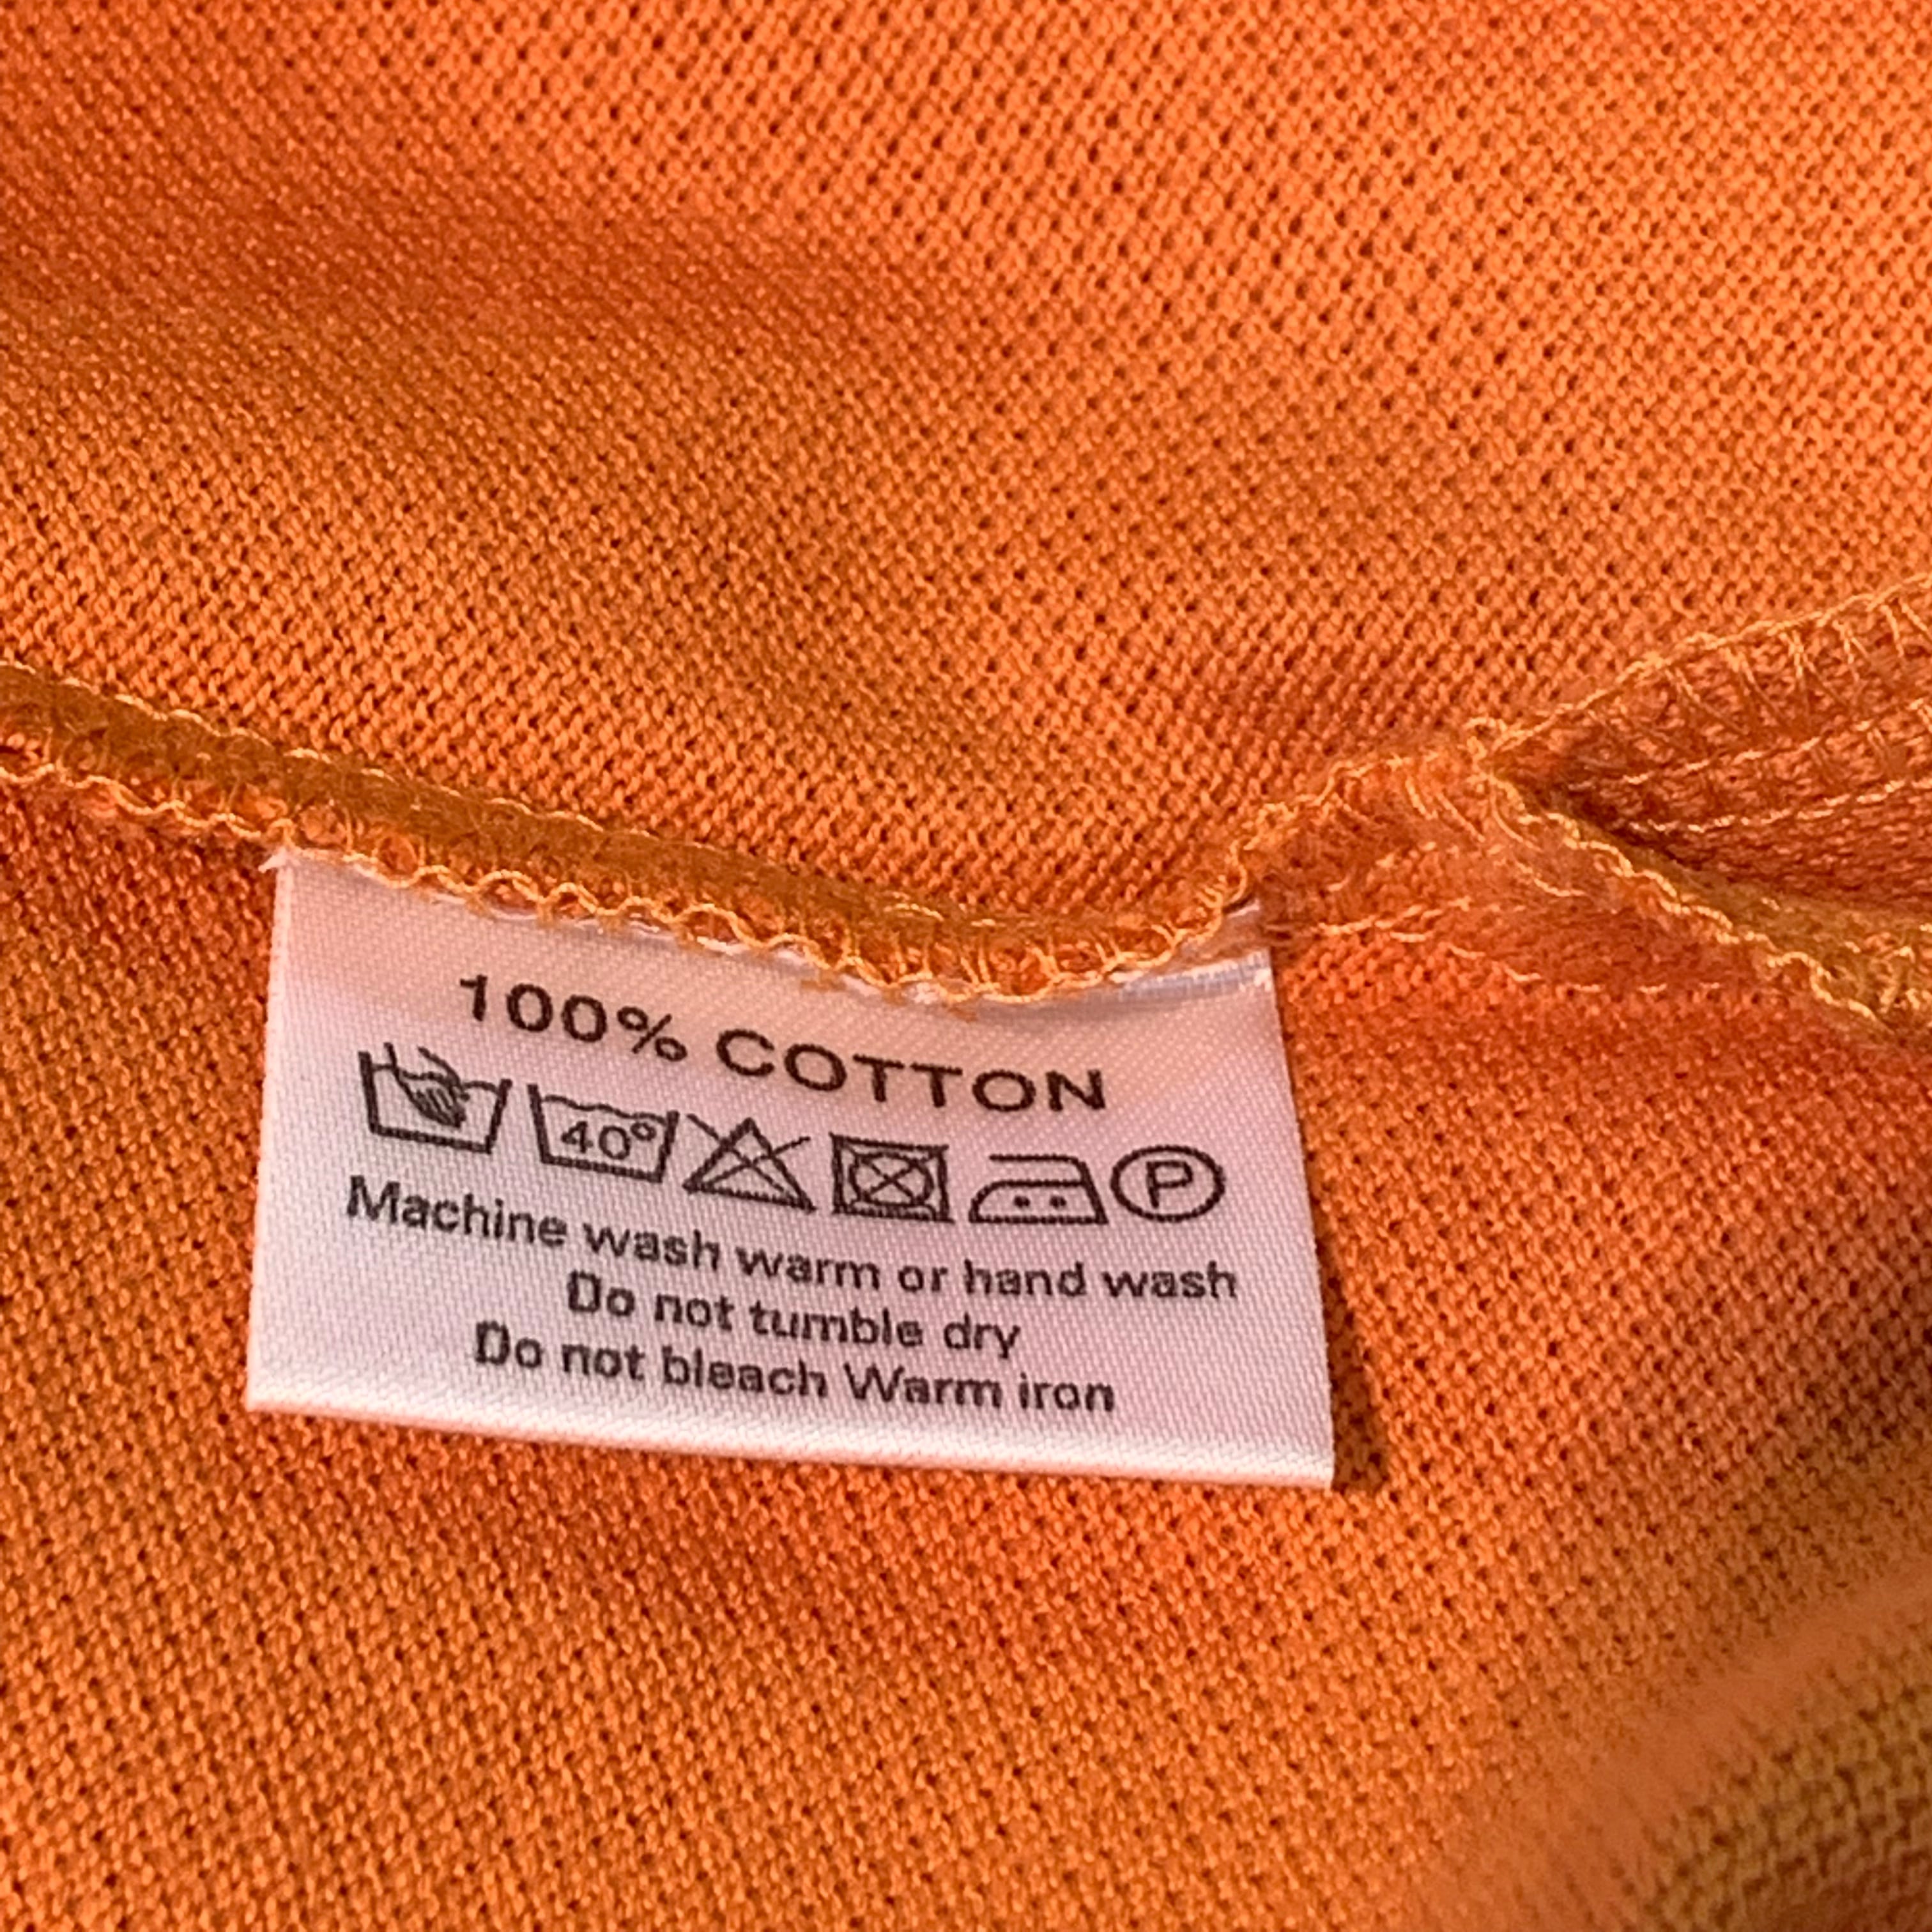 100% COTTON
40° P
Machine wash warm or hand wash
Do not tumble dry
Do not bleach Warm iron